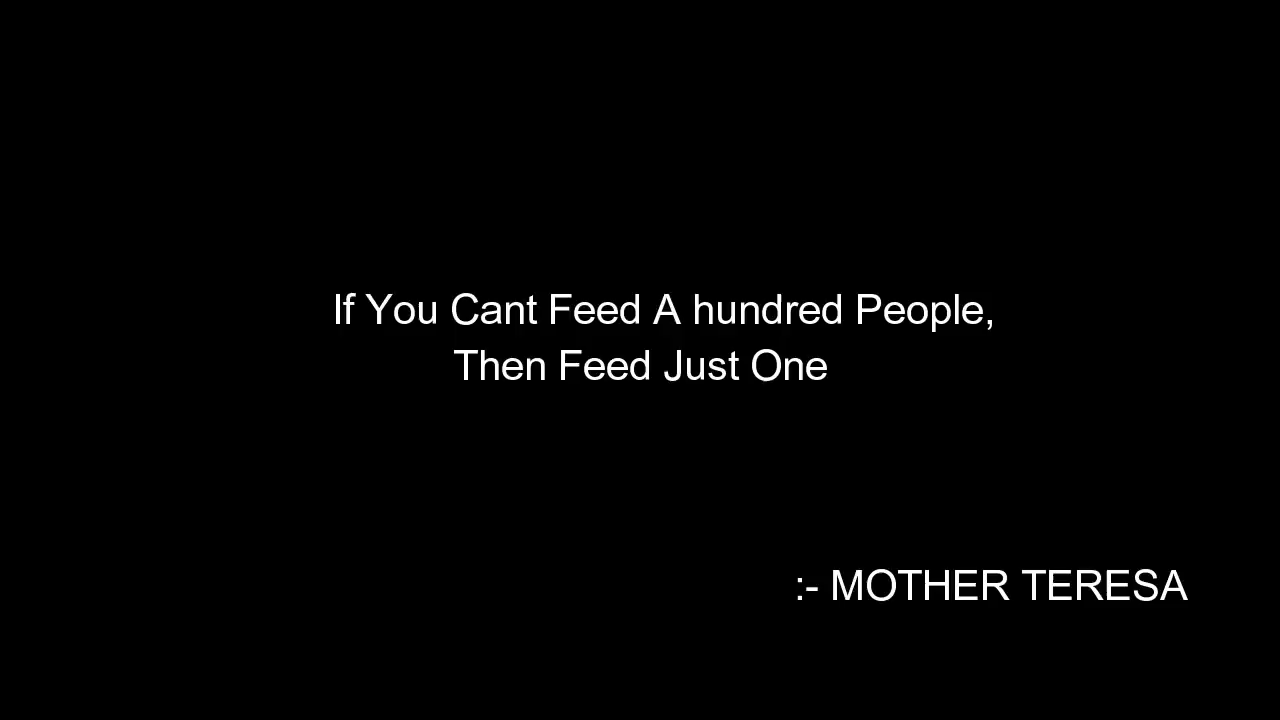 If You Cant Feed A hundred People,
Then Feed Just One
:- MOTHER TERESA